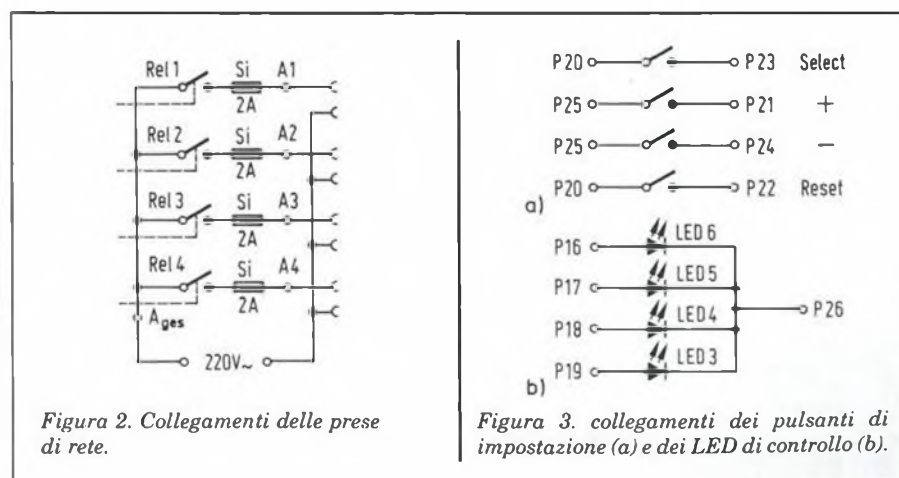 Rel 1 Si A1
2A
Rel 2 Si A2
2A
Rel 3 Si A3
2A
Rel 4 Si A4
2A
Ages
220V~
Figura 2. Collegamenti delle prese
di rete.
P20 P23 Select
P25 P21 +
P25 P24 −
P20 P22 Reset
a)
P16 LED 6
P17 LED 5
P18 LED 4
P19 LED 3
P26
b)
Figura 3. collegamenti dei pulsanti di
impostazione (a) e dei LED di controllo (b).